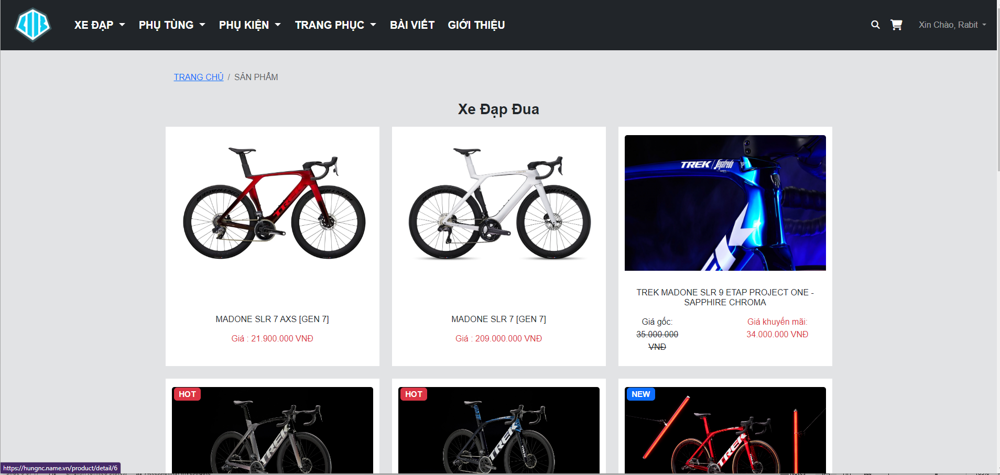 XE ĐẠP PHỤ TÙNG PHỤ KIỆN TRANG PHỤC BÀI VIẾT GIỚI THIỆU Xin Chào, Rabit
TRANG CHỦ / SẢN PHẨM
Xe Đạp Đua
TREK
TREK | Segafredo
MADONE SLR 7 AXS [GEN 7]
Giá : 21.900.000 VNĐ
MADONE SLR 7 [GEN 7]
Giá : 209.000.000 VNĐ
TREK MADONE SLR 9 ETAP PROJECT ONE -
SAPPHIRE CHROMA
Giá gốc:
35.000.000
VNĐ
Giá khuyến mãi:
34.000.000 VNĐ
HOT
TREK
HOT
TREK
NEW
TREK
https://hungnc.name.vn/product/detail/6